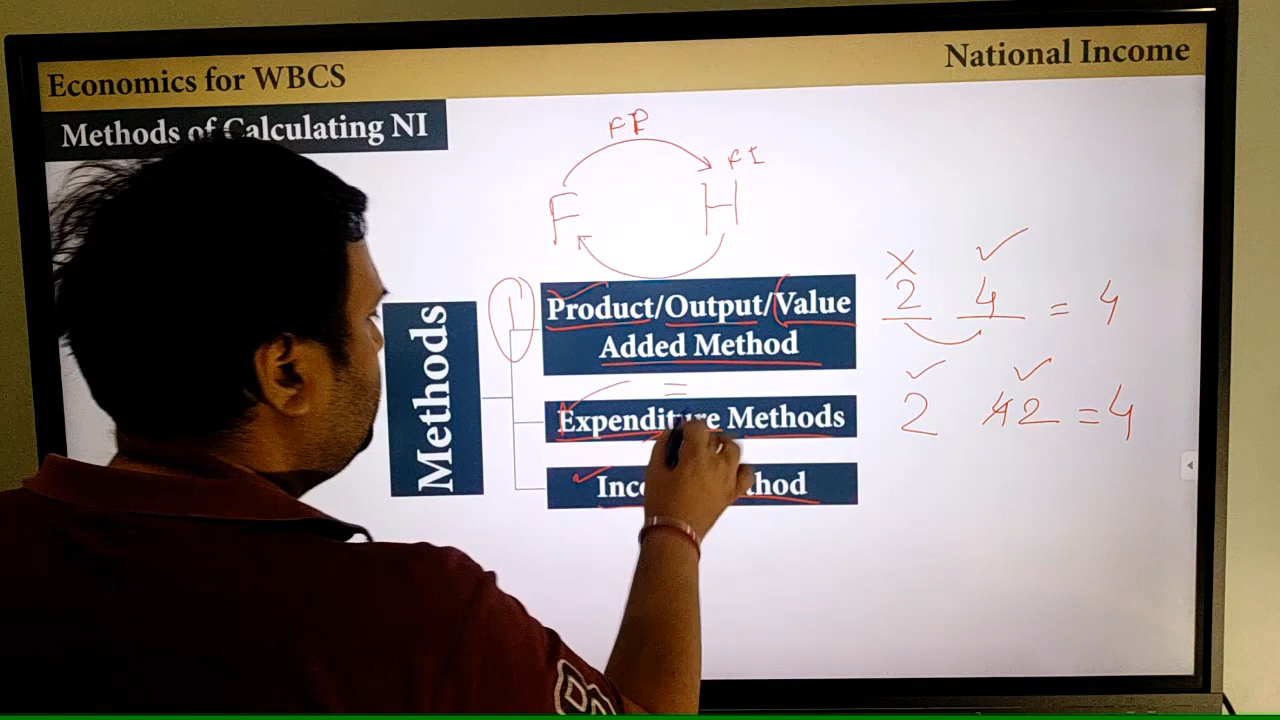 Economics for WBCS
National Income
Methods of Calculating NI
FP
FI
F H
Methods
Product/Output/Value
Added Method
Expenditure Methods
2 4 = 4
2 2 = 4